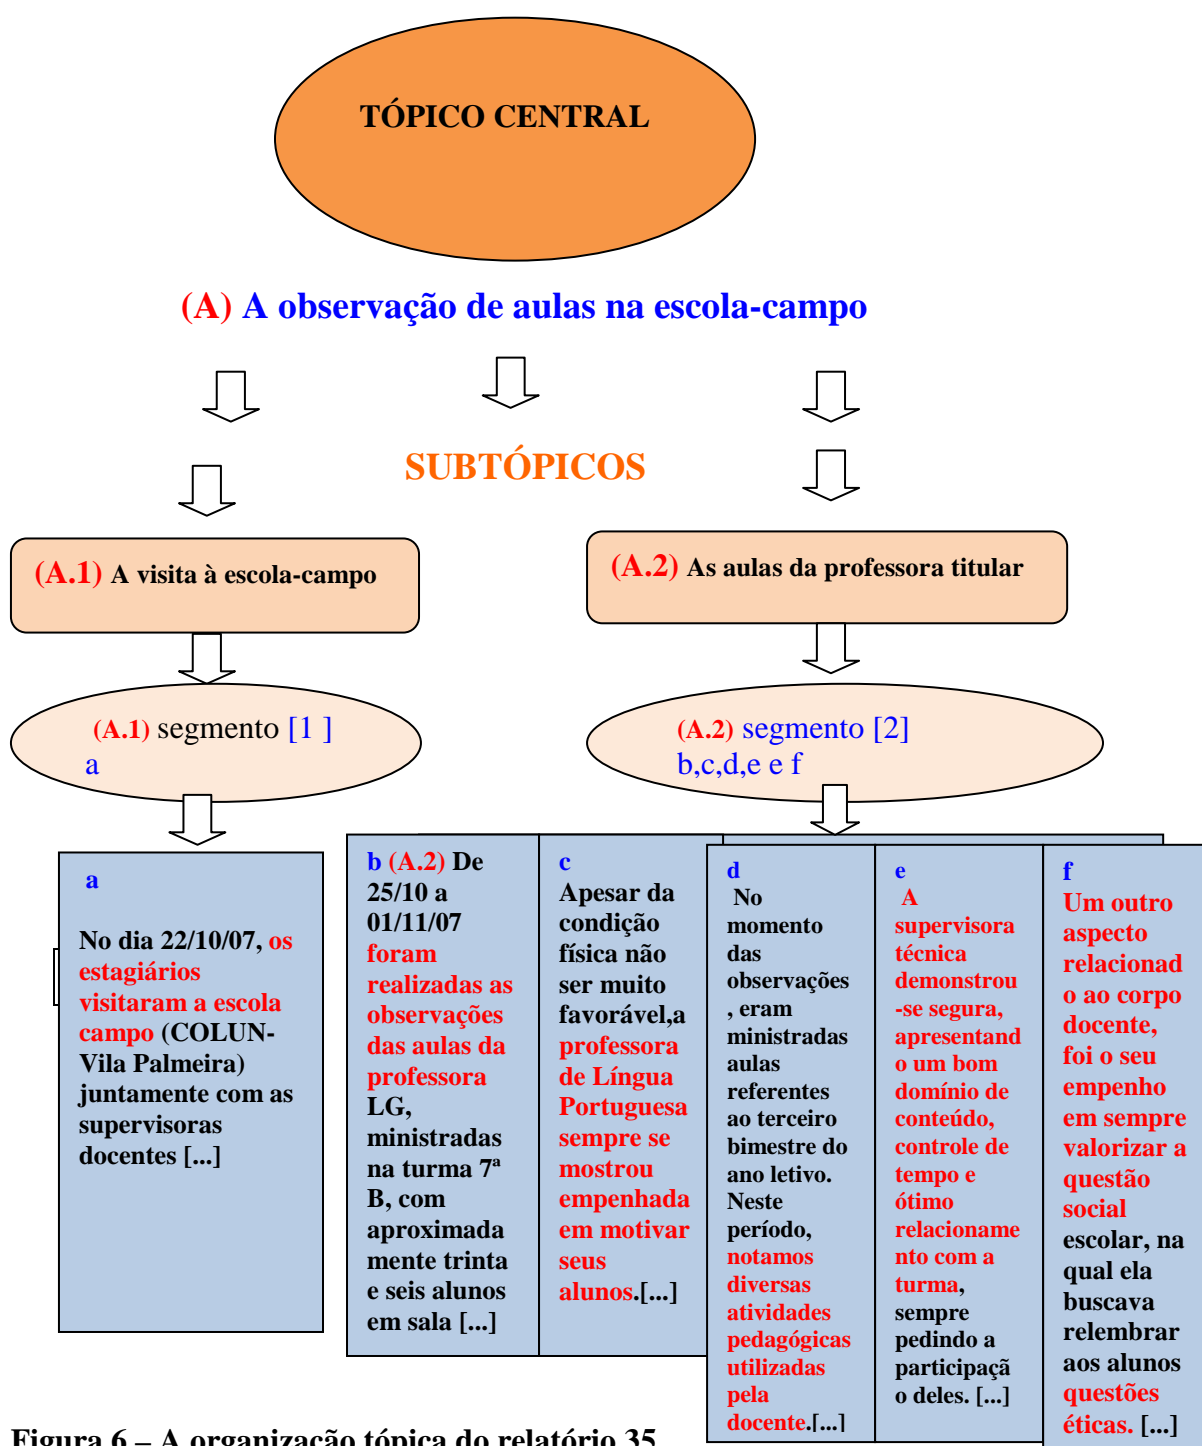 TÓPICO CENTRAL
(A) A observação de aulas na escola-campo
SUBTÓPICOS
(A.1) A visita à escola-campo
(A.2) As aulas da professora titular
(A.1) segmento [1 ]
a
(A.2) segmento [2]
b,c,d,e e f
a
No dia 22/10/07, os
estagiários
visitaram a escola
campo (COLUN-
Vila Palmeira)
juntamente com as
supervisoras
docentes [...]
b (A.2) De
25/10 a
01/11/07
foram
realizadas as
observações
das aulas da
professora
LG,
ministradas
na turma 7ª
B, com
aproximada
mente trinta
e seis alunos
em sala [...]
c
Apesar da
condição
física não
ser muito
favorável,a
professora
de Língua
Portuguesa
sempre se
mostrou
empenhada
em motivar
seus
alunos.[...]
d
No
momento
das
observações
, eram
ministradas
aulas
referentes
ao terceiro
bimestre do
ano letivo.
Neste
período,
notamos
diversas
atividades
pedagógicas
utilizadas
pela
docente.[...]
e
A
supervisora
técnica
demonstrou
-se segura,
apresentand
o um bom
domínio de
conteúdo,
controle de
tempo e
ótimo
relacioname
nto com a
turma,
sempre
pedindo a
participaçã
o deles. [...]
f
Um outro
aspecto
relacionad
o ao corpo
docente,
foi o seu
empenho
em sempre
valorizar a
questão
social
escolar, na
qual ela
buscava
relembrar
aos alunos
questões
éticas. [...]
Figura 6 – A organização tópica do relatório 35